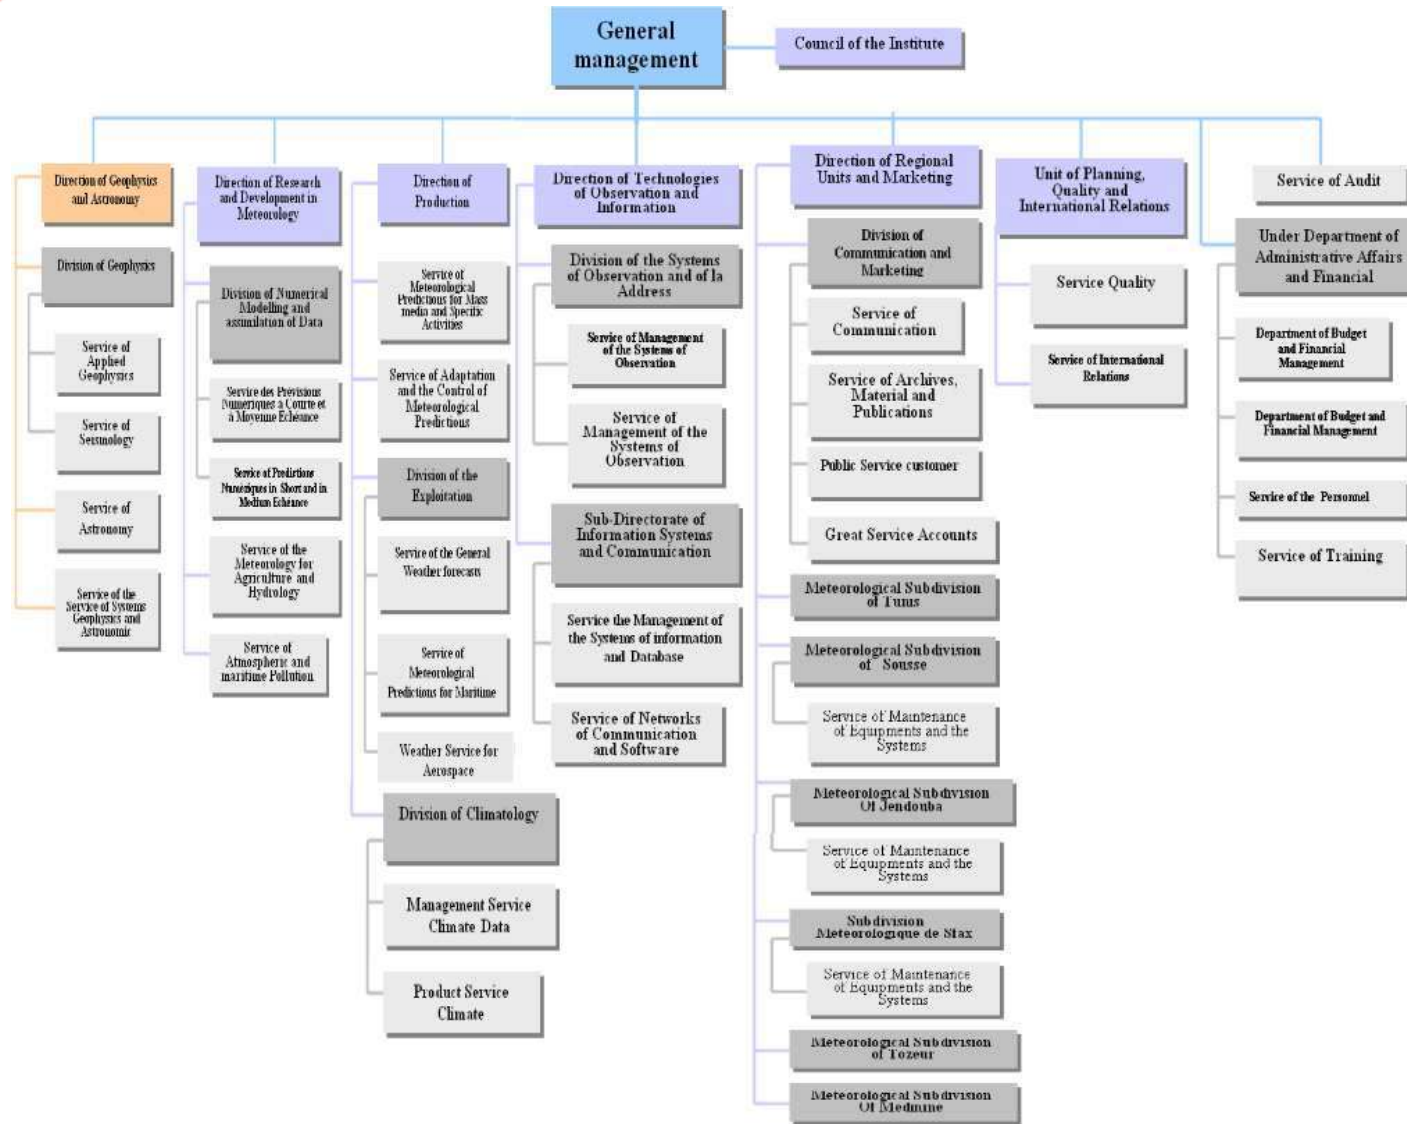 General
management
Council of the Institute
Direction of Geophysics
and Astronomy
Division of Geophysics
Service of
Applied
Geophysics
Service of
Seismology
Service of
Astronomy
Service of the
Service of Systems
Geophysics and
Astronomic
Direction of Research
and Development in
Meteorology
Division of Numerical
Modelling and
assimilation of Data
Service des Prévisions
Numériques à Courte et
à Moyenne Echéance
Service of Predictions
Numériques in Short and in
Medium Echéance
Service of the
Meteorology for
Agriculture and
Hydrology
Service of
Atmospheric and
maritime Pollution
Direction of
Production
Service of
Meteorological
Predictions for Mass
media and Specific
Activities
Service of Adaptation
and the Control of
Meteorological
Predictions
Division of the
Exploitation
Service of the General
Weather forecasts
Service of
Meteorological
Predictions for Maritime
Weather Service for
Aerospace
Division of Climatology
Management Service
Climate Data
Product Service
Climate
Direction of Technologies
of Observation and
Information
Division of the Systems
of Observation and of la
Address
Service of Management
of the Systems of
Observation
Service of
Management of the
Systems of
Observation
Sub-Directorate of
Information Systems
and Communication
Service the Management of
the Systems of information
and Database
Service of Networks
of Communication
and Software
Direction of Regional
Units and Marketing
Division of
Communication and
Marketing
Service of
Communication
Service of Archives,
Material and
Publications
Public Service customer
Great Service Accounts
Meteorological Subdivision
of Tunis
Meteorological Subdivision
of Sousse
Service of Maintenance
of Equipments and the
Systems
Meteorological Subdivision
Of Jendouba
Service of Maintenance
of Equipments and the
Systems
Subdivision
Meteorologique de Sfax
Service of Maintenance
of Equipments and the
Systems
Meteorological Subdivision
of Tozeur
Meteorological Subdivision
Of Mednine
Unit of Planning,
Quality and
International Relations
Service Quality
Service of International
Relations
Service of Audit
Under Department of
Administrative Affairs
and Financial
Department of Budget
and Financial
Management
Department of Budget and
Financial Management
Service of the Personnel
Service of Training